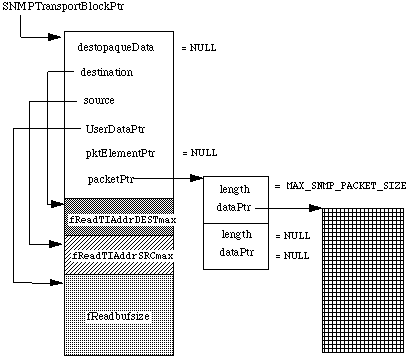 SNMPTransportBlockPtr
destopaqueData = NULL
destination
source
UserDataPtr
pktElementPtr = NULL
packetPtr
length = MAX_SNMP_PACKET_SIZE
dataPtr
fReadTIAddrDESTmax
length = NULL
dataPtr = NULL
fReadTIAddrSRCmax
fReadbufsize